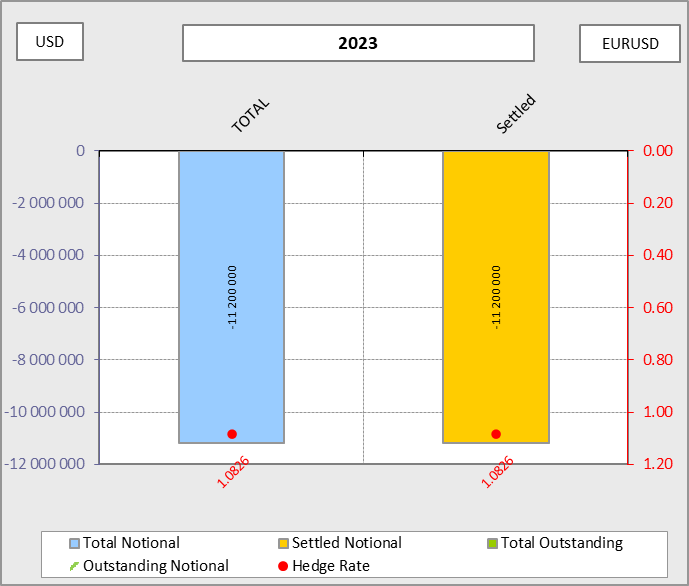 USD
2023
EURUSD
TOTAL
Settled
0
0.00
-2 000 000
0.20
-4 000 000
0.40
-11 200 000
-11 200 000
-6 000 000
0.60
-8 000 000
0.80
-10 000 000
1.00
-12 000 000
1.20
1.0826
1.0826
Total Notional
Settled Notional
Total Outstanding
Outstanding Notional
Hedge Rate